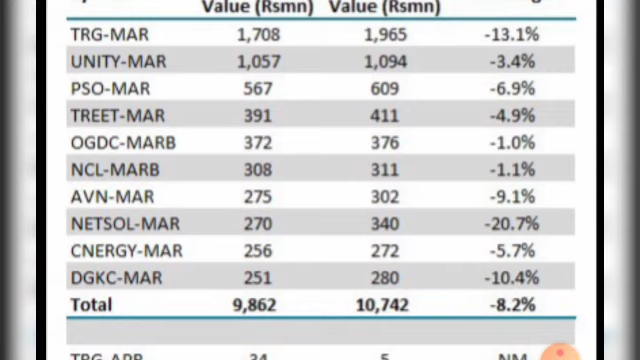 Value (Rsmn) Value (Rsmn)
TRG-MAR 1,708 1,965 -13.1%
UNITY-MAR 1,057 1,094 -3.4%
PSO-MAR 567 609 -6.9%
TREET-MAR 391 411 -4.9%
OGDC-MARB 372 376 -1.0%
NCL-MARB 308 311 -1.1%
AVN-MAR 275 302 -9.1%
NETSOL-MAR 270 340 -20.7%
CNERGY-MAR 256 272 -5.7%
DGKC-MAR 251 280 -10.4%
Total 9,862 10,742 -8.2%
TRG-APR 34 5 NM